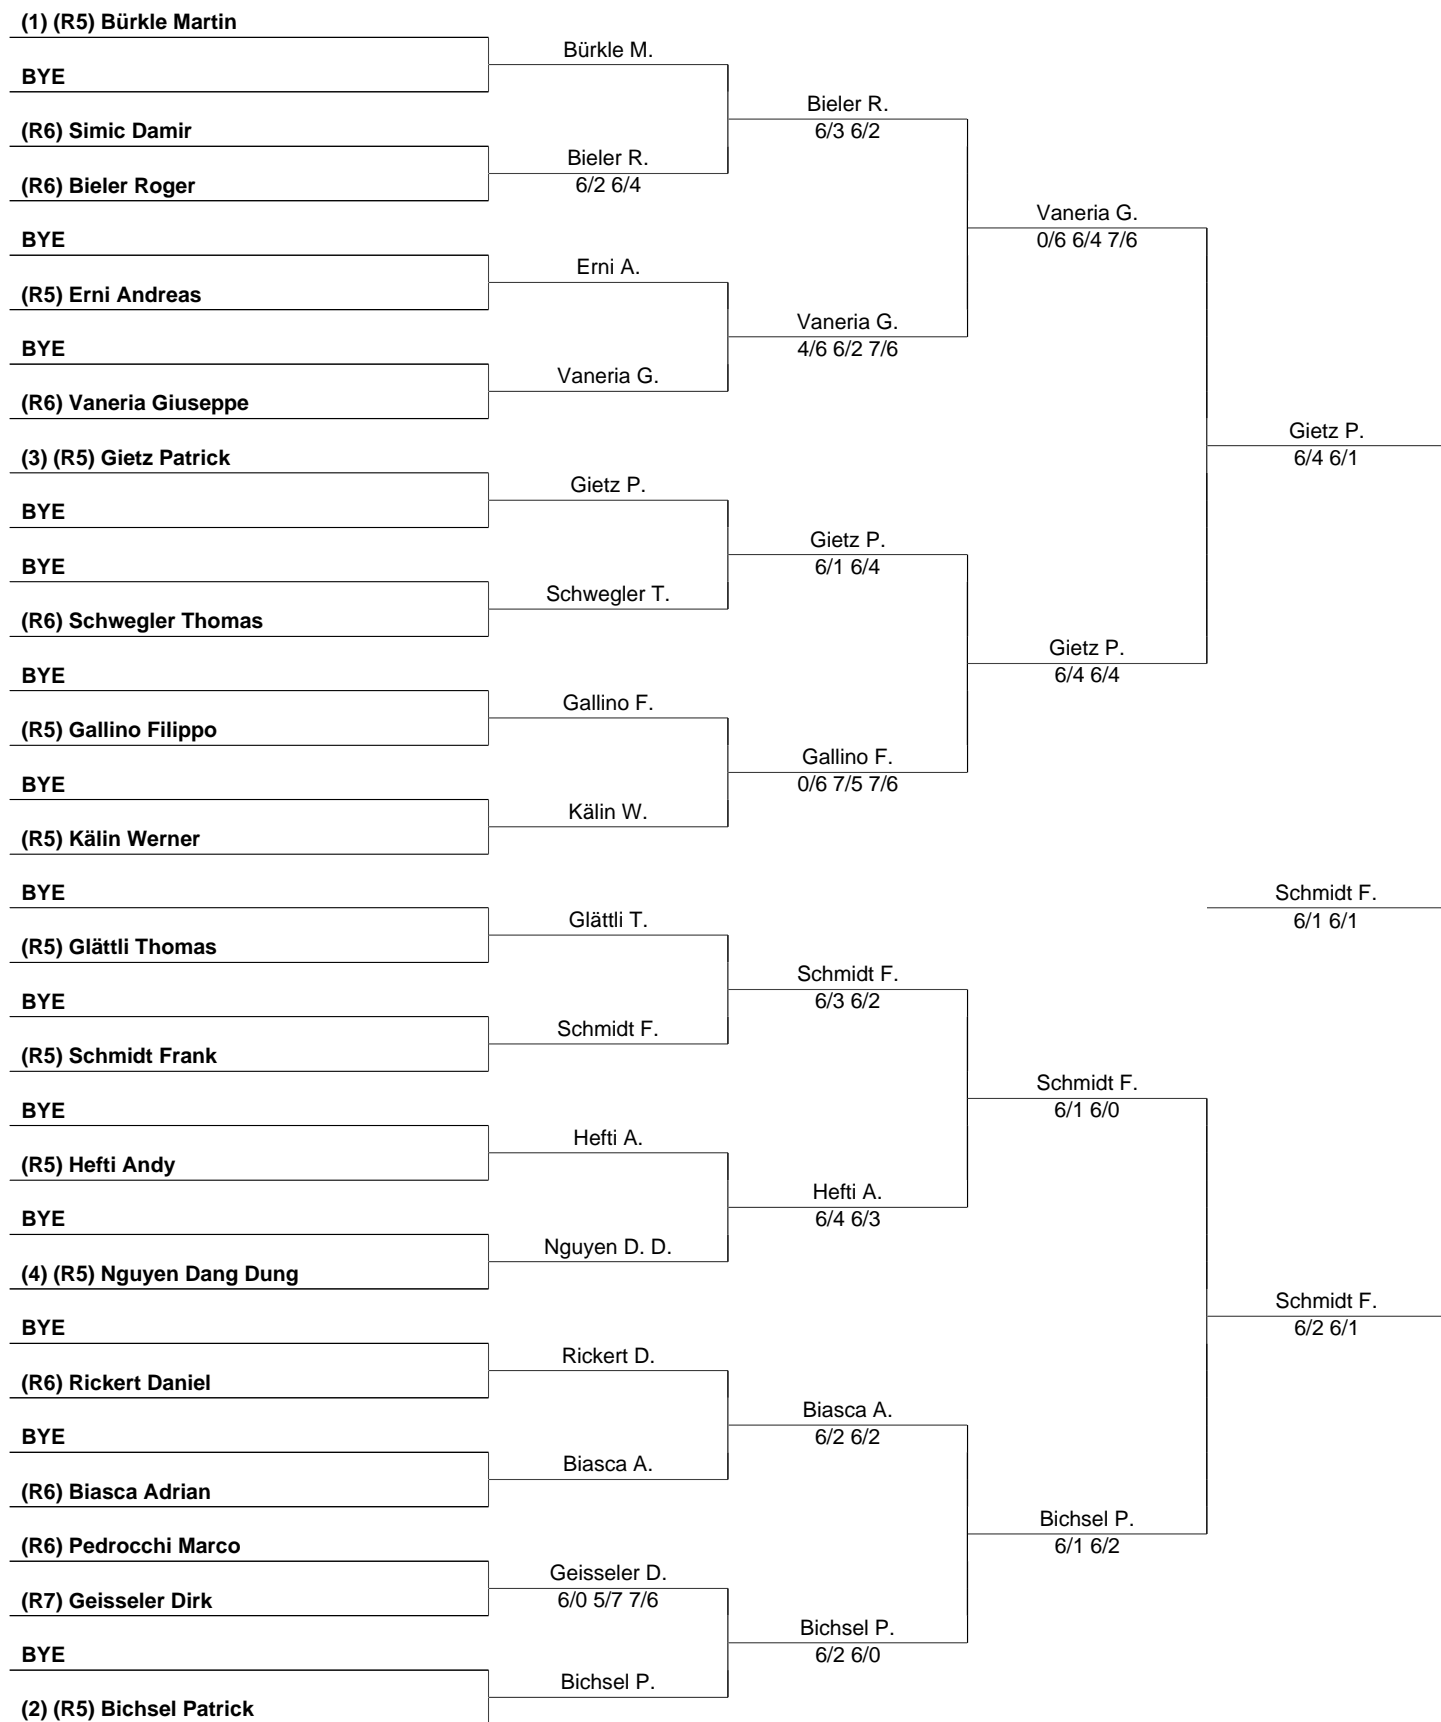 (1) (R5) Bürkle Martin
Bürkle M.
BYE
Bieler R.
6/3 6/2
(R6) Simic Damir
Bieler R.
6/2 6/4
(R6) Bieler Roger
Vaneria G.
0/6 6/4 7/6
BYE
Erni A.
(R5) Erni Andreas
Vaneria G.
4/6 6/2 7/6
BYE
Vaneria G.
(R6) Vaneria Giuseppe
Gietz P.
6/4 6/1
(3) (R5) Gietz Patrick
Gietz P.
BYE
Gietz P.
6/1 6/4
BYE
Schwegler T.
(R6) Schwegler Thomas
Gietz P.
6/4 6/4
BYE
Gallino F.
(R5) Gallino Filippo
Gallino F.
0/6 7/5 7/6
BYE
Kälin W.
(R5) Kälin Werner
BYE
Schmidt F.
6/1 6/1
Glättli T.
(R5) Glättli Thomas
Schmidt F.
6/3 6/2
BYE
Schmidt F.
(R5) Schmidt Frank
Schmidt F.
6/1 6/0
BYE
Hefti A.
(R5) Hefti Andy
Hefti A.
6/4 6/3
BYE
Nguyen D. D.
(4) (R5) Nguyen Dang Dung
Schmidt F.
6/2 6/1
BYE
Rickert D.
(R6) Rickert Daniel
Biasca A.
6/2 6/2
BYE
Biasca A.
(R6) Biasca Adrian
Bichsel P.
6/1 6/2
(R6) Pedrocchi Marco
Geisseler D.
6/0 5/7 7/6
(R7) Geisseler Dirk
Bichsel P.
6/2 6/0
BYE
Bichsel P.
(2) (R5) Bichsel Patrick